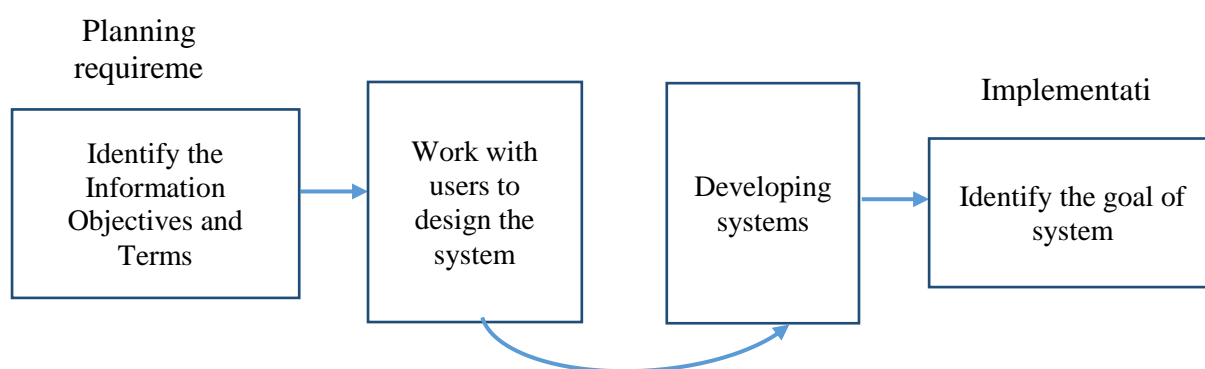 Planning
requireme
Identify the
Information
Objectives and
Terms
Work with
users to
design the
system
Developing
systems
Implementati
Identify the goal of
system